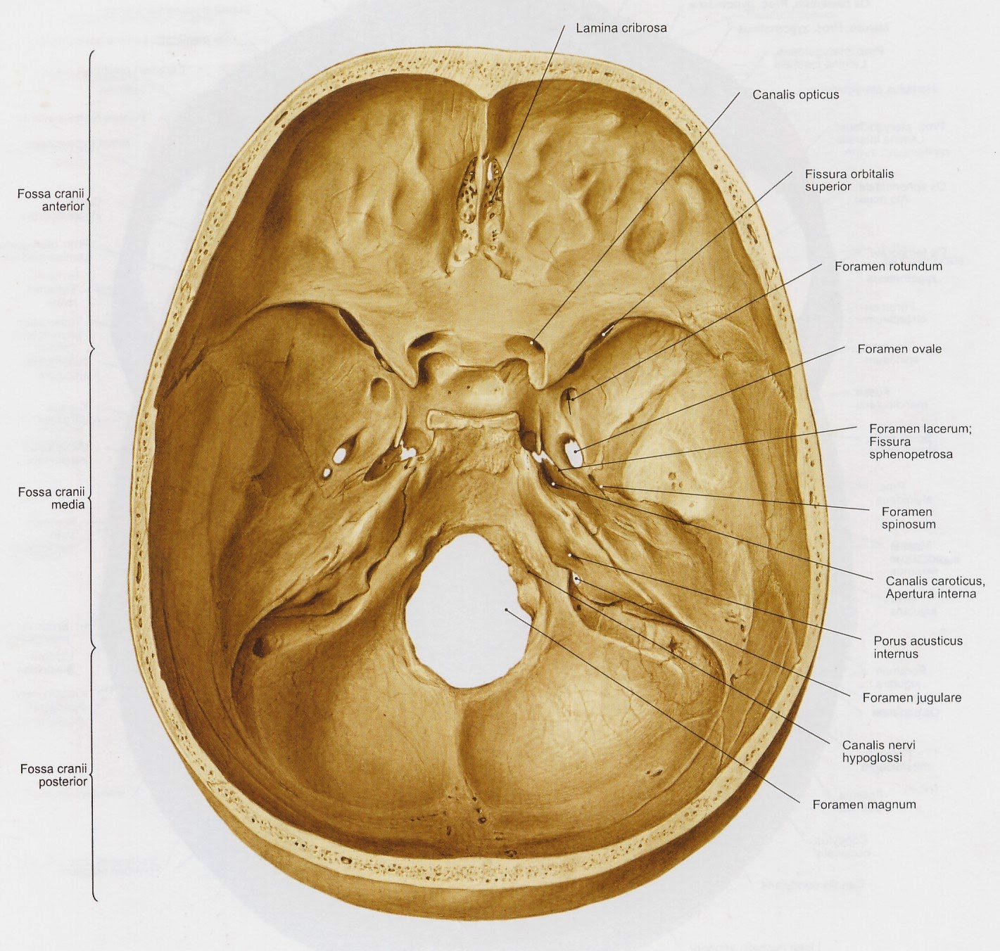 Lamina cribrosa
Canalis opticus
Fissura orbitalis
superior
Foramen rotundum
Foramen ovale
Foramen lacerum;
Fissura
sphenopetrosa
Foramen
spinosum
Canalis caroticus,
Apertura interna
Porus acusticus
internus
Foramen jugulare
Canalis nervi
hypoglossi
Foramen magnum
Fossa cranii
anterior
Fossa cranii
media
Fossa cranii
posterior